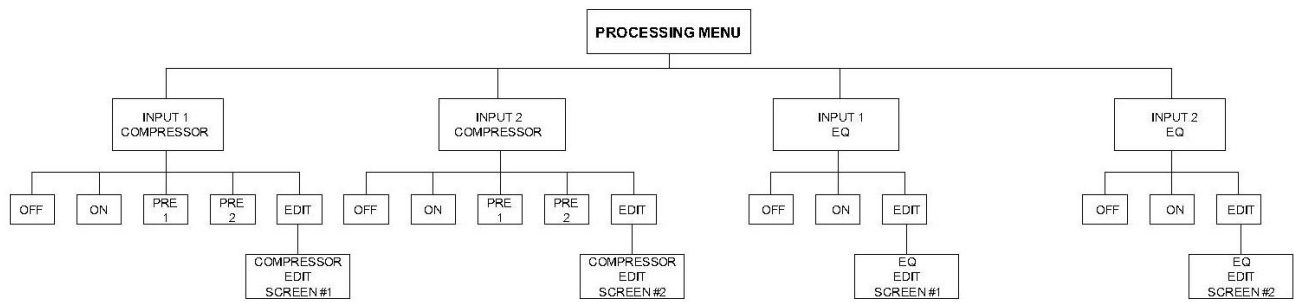 PROCESSING MENU
INPUT 1
COMPRESSOR
INPUT 2
COMPRESSOR
INPUT 1
EQ
INPUT 2
EQ
OFF
ON
PRE
1
PRE
2
EDIT
OFF
ON
PRE
1
PRE
2
EDIT
OFF
ON
EDIT
OFF
ON
EDIT
COMPRESSOR
EDIT
SCREEN #1
COMPRESSOR
EDIT
SCREEN #2
EQ
EDIT
SCREEN #1
EQ
EDIT
SCREEN #2